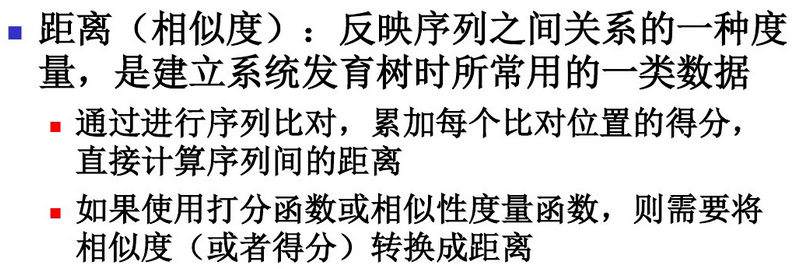 距离（相似度）：反映序列之间关系的一种度
量，是建立系统发育树时所常用的一类数据
通过进行序列比对，累加每个比对位置的得分，
直接计算序列间的距离
如果使用打分函数或相似性度量函数，则需要将
相似度（或者得分）转换成距离